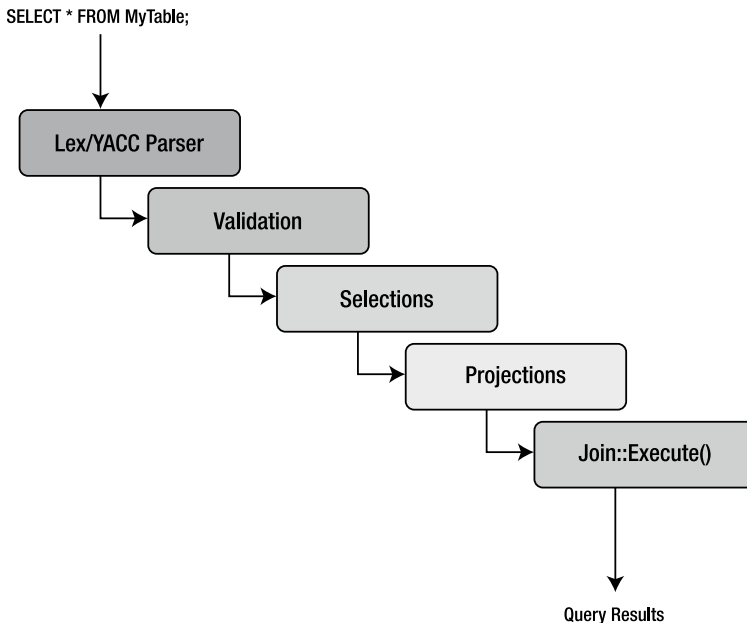 SELECT * FROM MyTable;
Lex/YACC Parser
Validation
Selections
Projections
Join::Execute()
Query Results